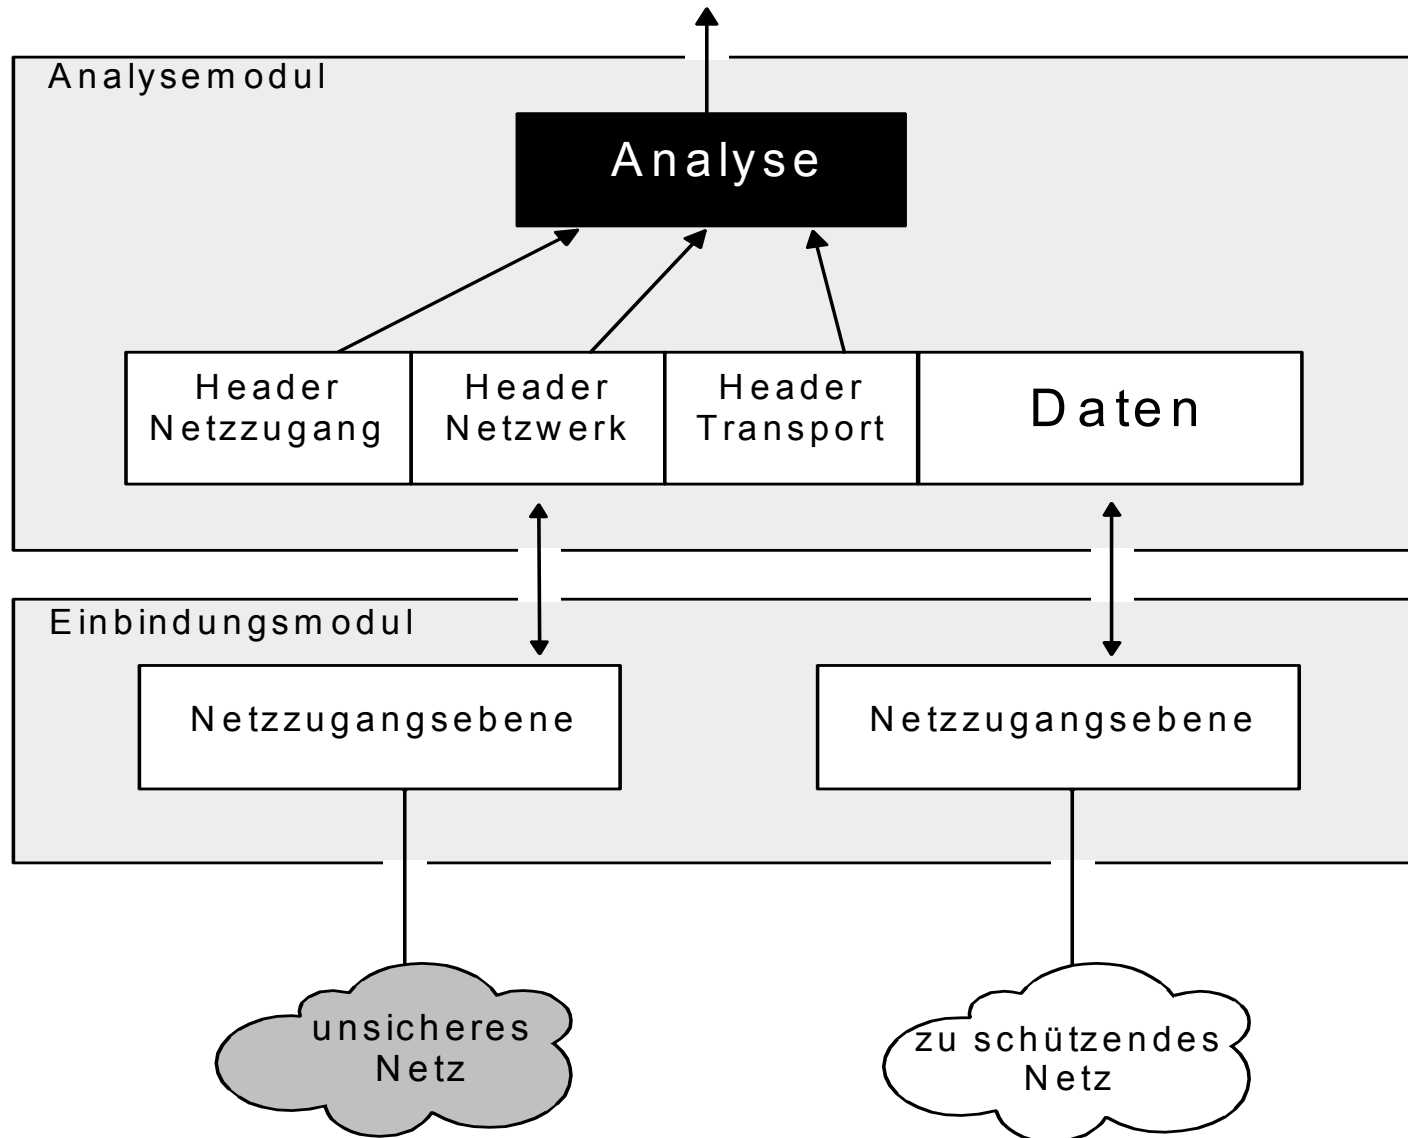 Analysemodul
Analyse
Header
Netzzugang
Header
Netzwerk
Header
Transport
Daten
Einbindungsmodul
Netzzugangsebene
Netzzugangsebene
unsicheres
Netz
zu schützendes
Netz